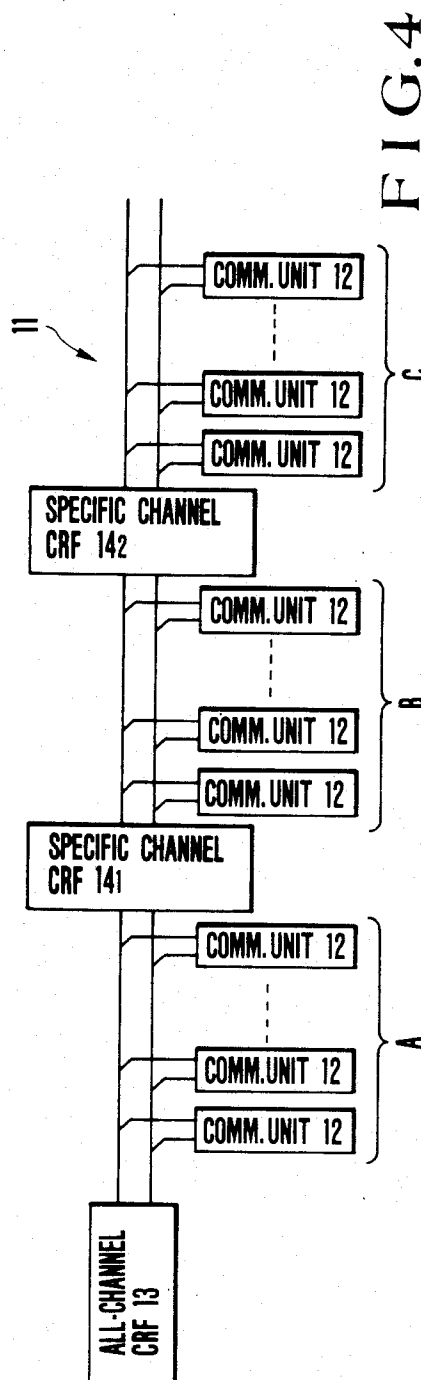 FIG.4
11
COMM. UNIT 12
COMM. UNIT 12
COMM. UNIT 12
C
SPECIFIC CHANNEL
CRF 142
COMM. UNIT 12
COMM. UNIT 12
COMM. UNIT 12
B
SPECIFIC CHANNEL
CRF 141
COMM. UNIT 12
COMM. UNIT 12
COMM. UNIT 12
A
ALL-CHANNEL
CRF 13